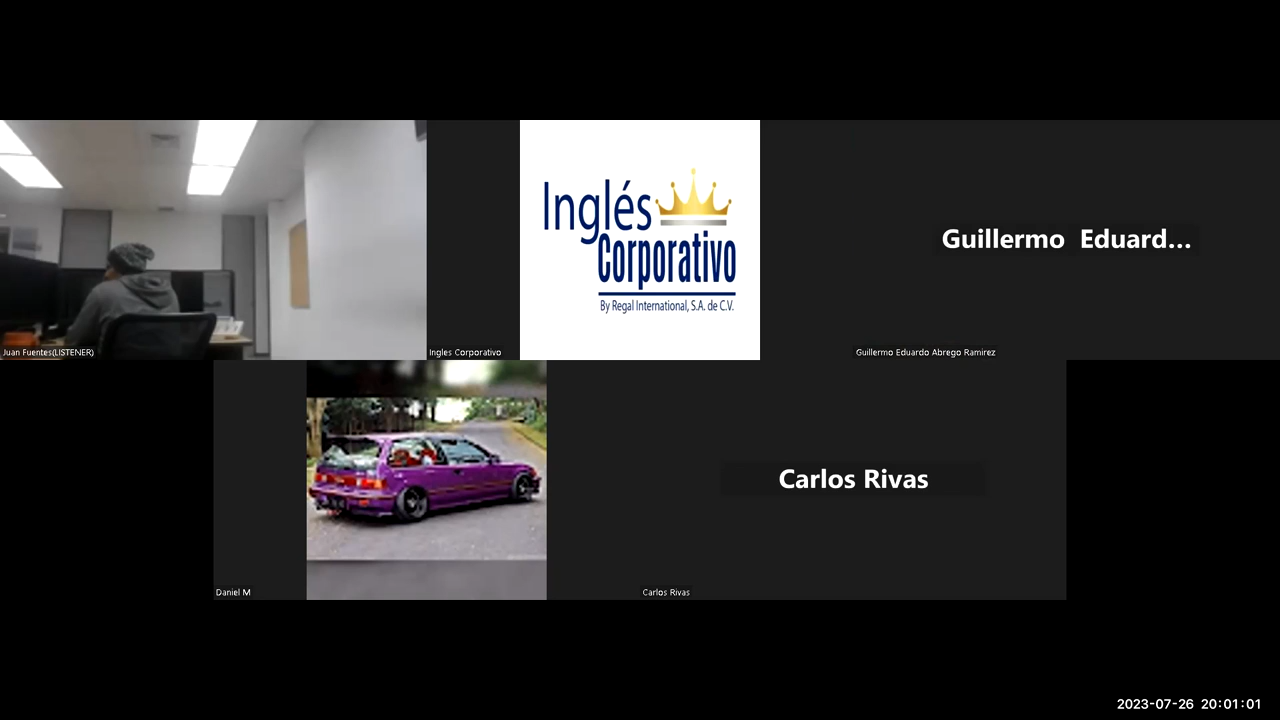 Inglés
Corporativo
By Regal International, S.A. de C.V.
Guillermo Eduard...
Juan Fuentes(LISTENER)
Ingles Corporativo
Guillermo Eduardo Abrego Ramirez
Carlos Rivas
Daniel M
Carlos Rivas
2023-07-26 20:01:01